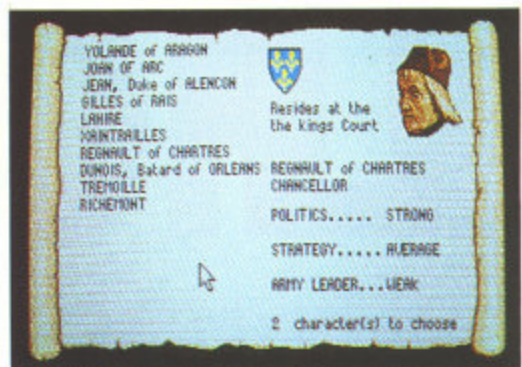 YOLANDE of ARAGON
JOAN OF ARC
JEAN, Duke of ALENCON
GILLES of RAIS
LAHIRE
XAINTRAILLES
REGNAULT of CHARTRES
DUNOIS, Batard of ORLEANS
TREMOILLE
RICHEMONT
Resides at the
the Kings Court
REGNAULT of CHARTRES
CHANCELLOR
POLITICS..... STRONG
STRATEGY..... AVERAGE
ARMY LEADER...WEAK
2 character(s) to choose